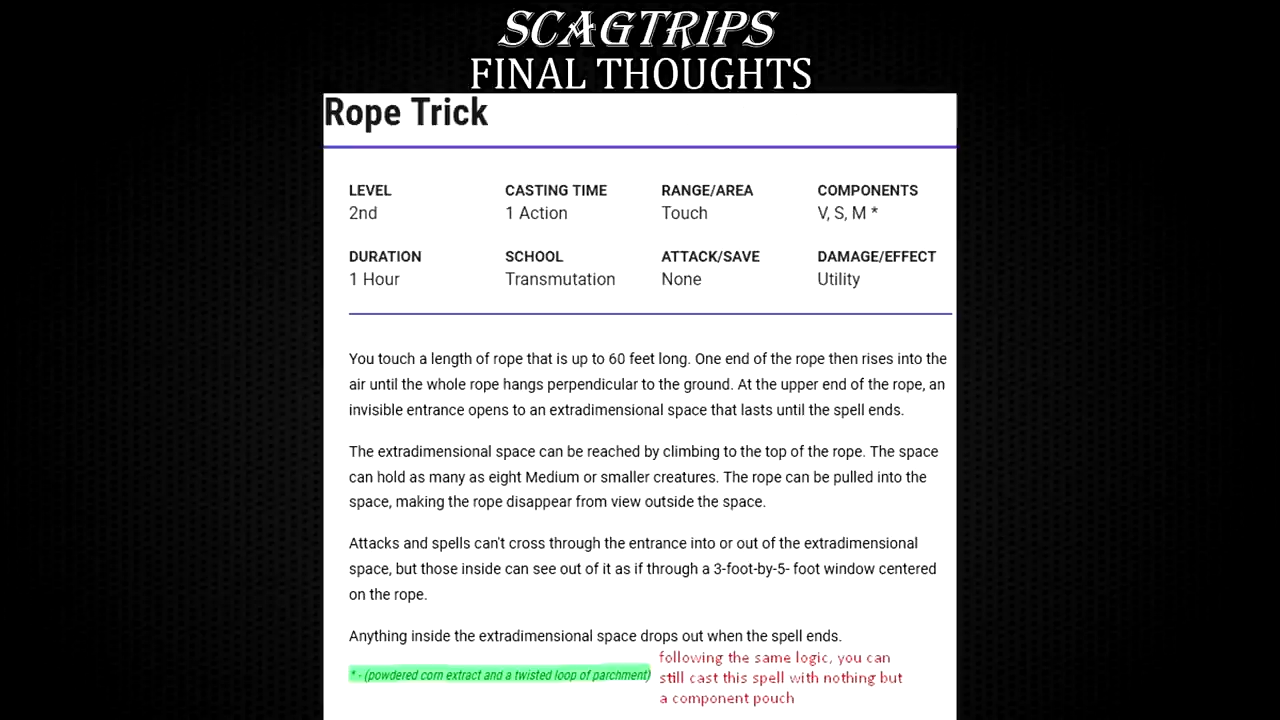 SCAGTRIPS
FINAL THOUGHTS
Rope Trick
LEVEL CASTING TIME RANGE/AREA COMPONENTS
2nd 1 Action Touch V, S, M *
DURATION SCHOOL ATTACK/SAVE DAMAGE/EFFECT
1 Hour Transmutation None Utility
You touch a length of rope that is up to 60 feet long. One end of the rope then rises into the
air until the whole rope hangs perpendicular to the ground. At the upper end of the rope, an
invisible entrance opens to an extradimensional space that lasts until the spell ends.
The extradimensional space can be reached by climbing to the top of the rope. The space
can hold as many as eight Medium or smaller creatures. The rope can be pulled into the
space, making the rope disappear from view outside the space.
Attacks and spells can't cross through the entrance into or out of the extradimensional
space, but those inside can see out of it as if through a 3-foot-by-5- foot window centered
on the rope.
Anything inside the extradimensional space drops out when the spell ends.
* - (powdered corn extract and a twisted loop of parchment)
following the same logic, you can
still cast this spell with nothing but
a component pouch